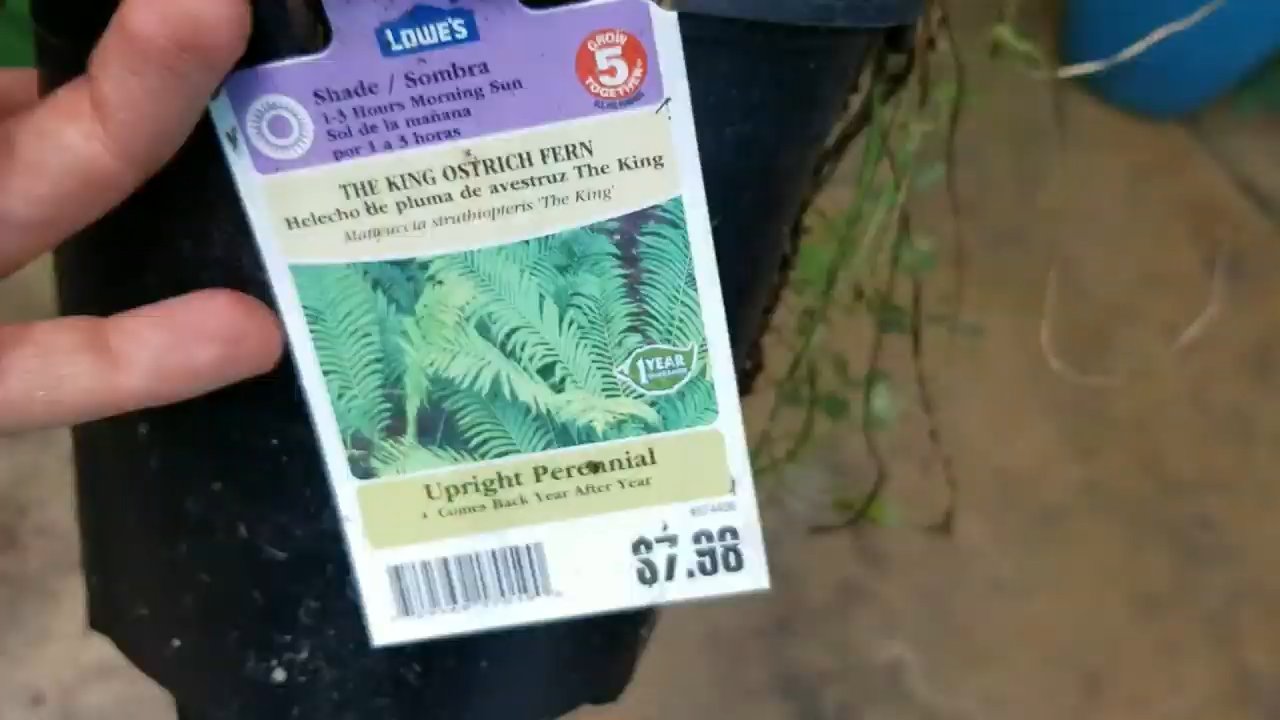 LOWE'S
Shade / Sombra
1-3 Hours Morning Sun
Sol de la mañana
por 1 a 3 horas
GROW
5
TOGETHER
THE KING OSTRICH FERN
Helecho de pluma de avestruz The King
Matteuccia struthiopteris 'The King'
1 YEAR
Upright Perennial
Comes Back Year After Year
$7.98